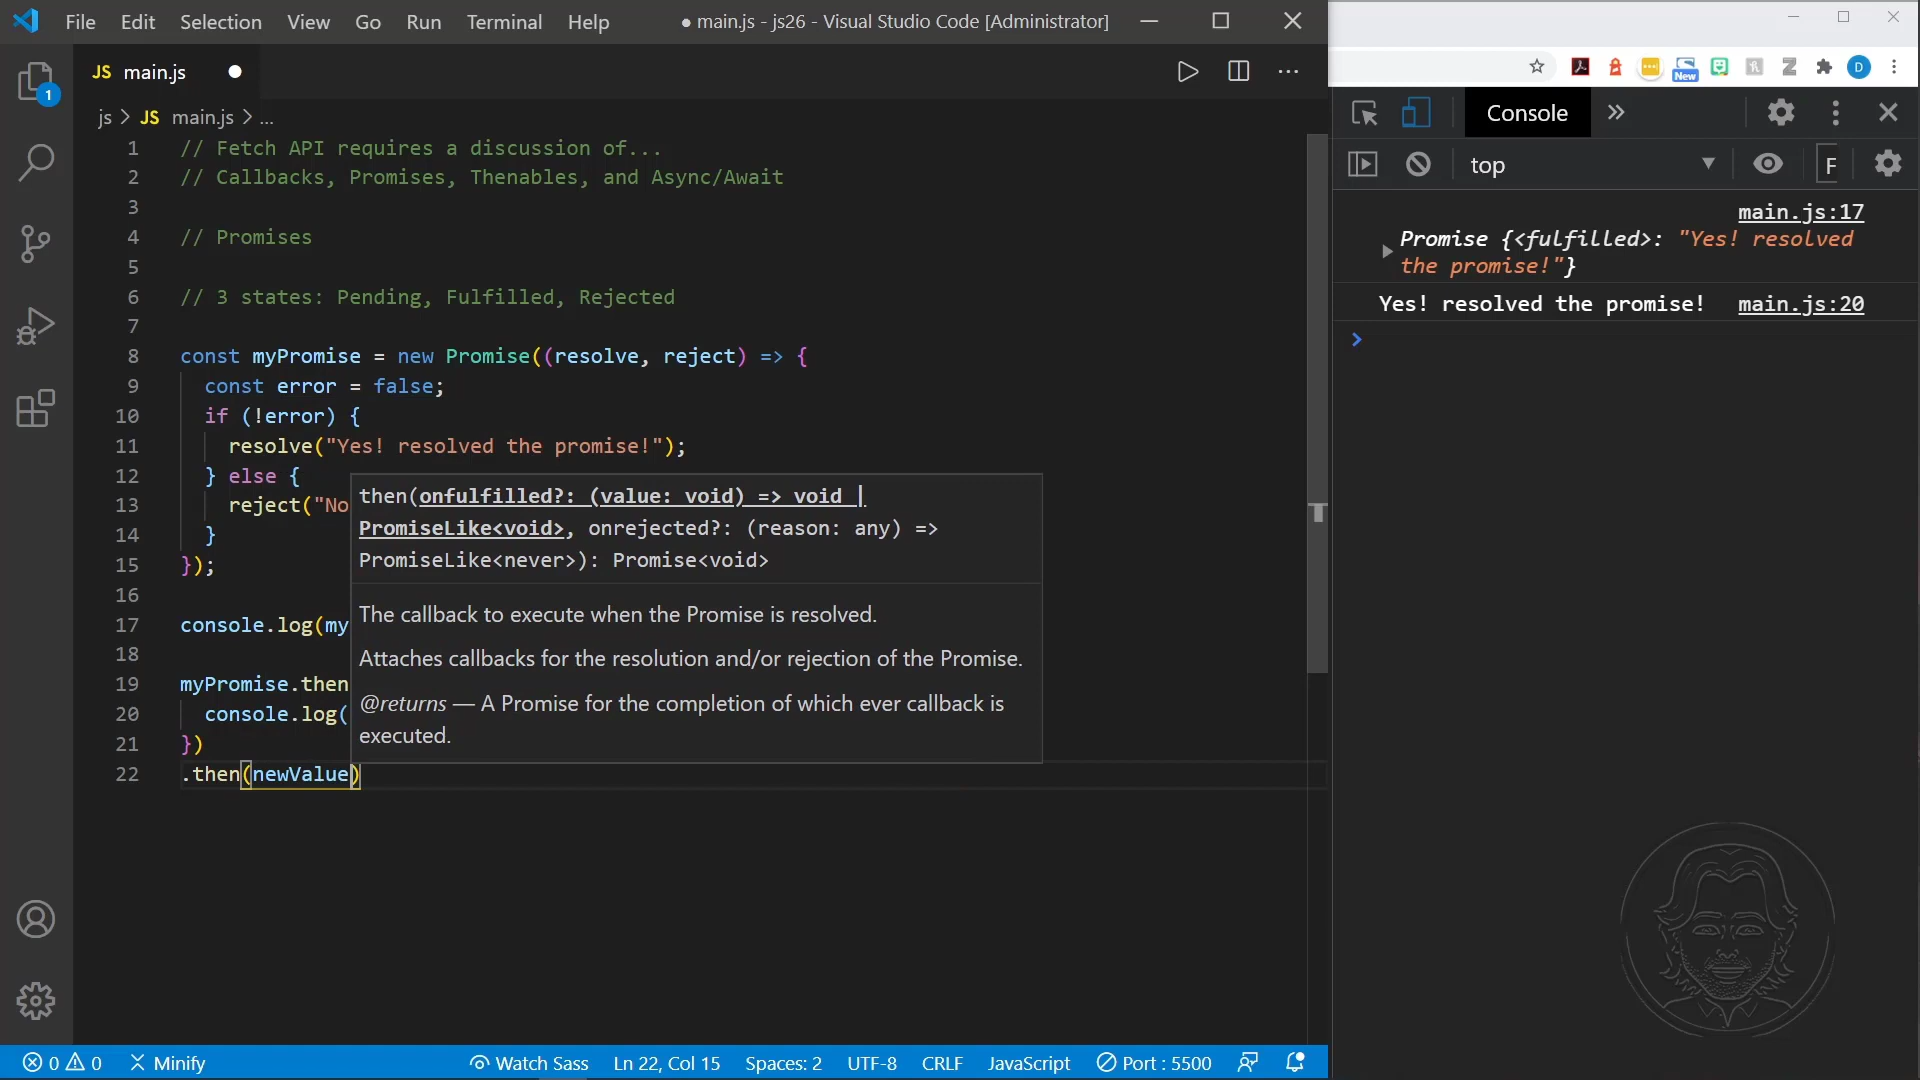 File Edit Selection View Go Run Terminal Help ● main.js - js26 - Visual Studio Code [Administrator]
JS main.js
js > JS main.js > ...
1 // Fetch API requires a discussion of...
2 // Callbacks, Promises, Thenables, and Async/Await
3
4 // Promises
5
6 // 3 states: Pending, Fulfilled, Rejected
7
8 const myPromise = new Promise((resolve, reject) => {
9 const error = false;
10 if (!error) {
11 resolve("Yes! resolved the promise!");
12 } else {
13 reject("No
14 }
15 });
16
17 console.log(my
18
19 myPromise.then
20 console.log(
21 })
22 .then(newValue)
then(onfulfilled?: (value: void) => void |
PromiseLike<void>, onrejected?: (reason: any) =>
PromiseLike<never>): Promise<void>
The callback to execute when the Promise is resolved.
Attaches callbacks for the resolution and/or rejection of the Promise.
@returns — A Promise for the completion of which ever callback is
executed.
1
0 0 Minify Watch Sass Ln 22, Col 15 Spaces: 2 UTF-8 CRLF JavaScript Port : 5500
New D
Console
top F
main.js:17
Promise {<fulfilled>: "Yes! resolved
the promise!"}
Yes! resolved the promise! main.js:20